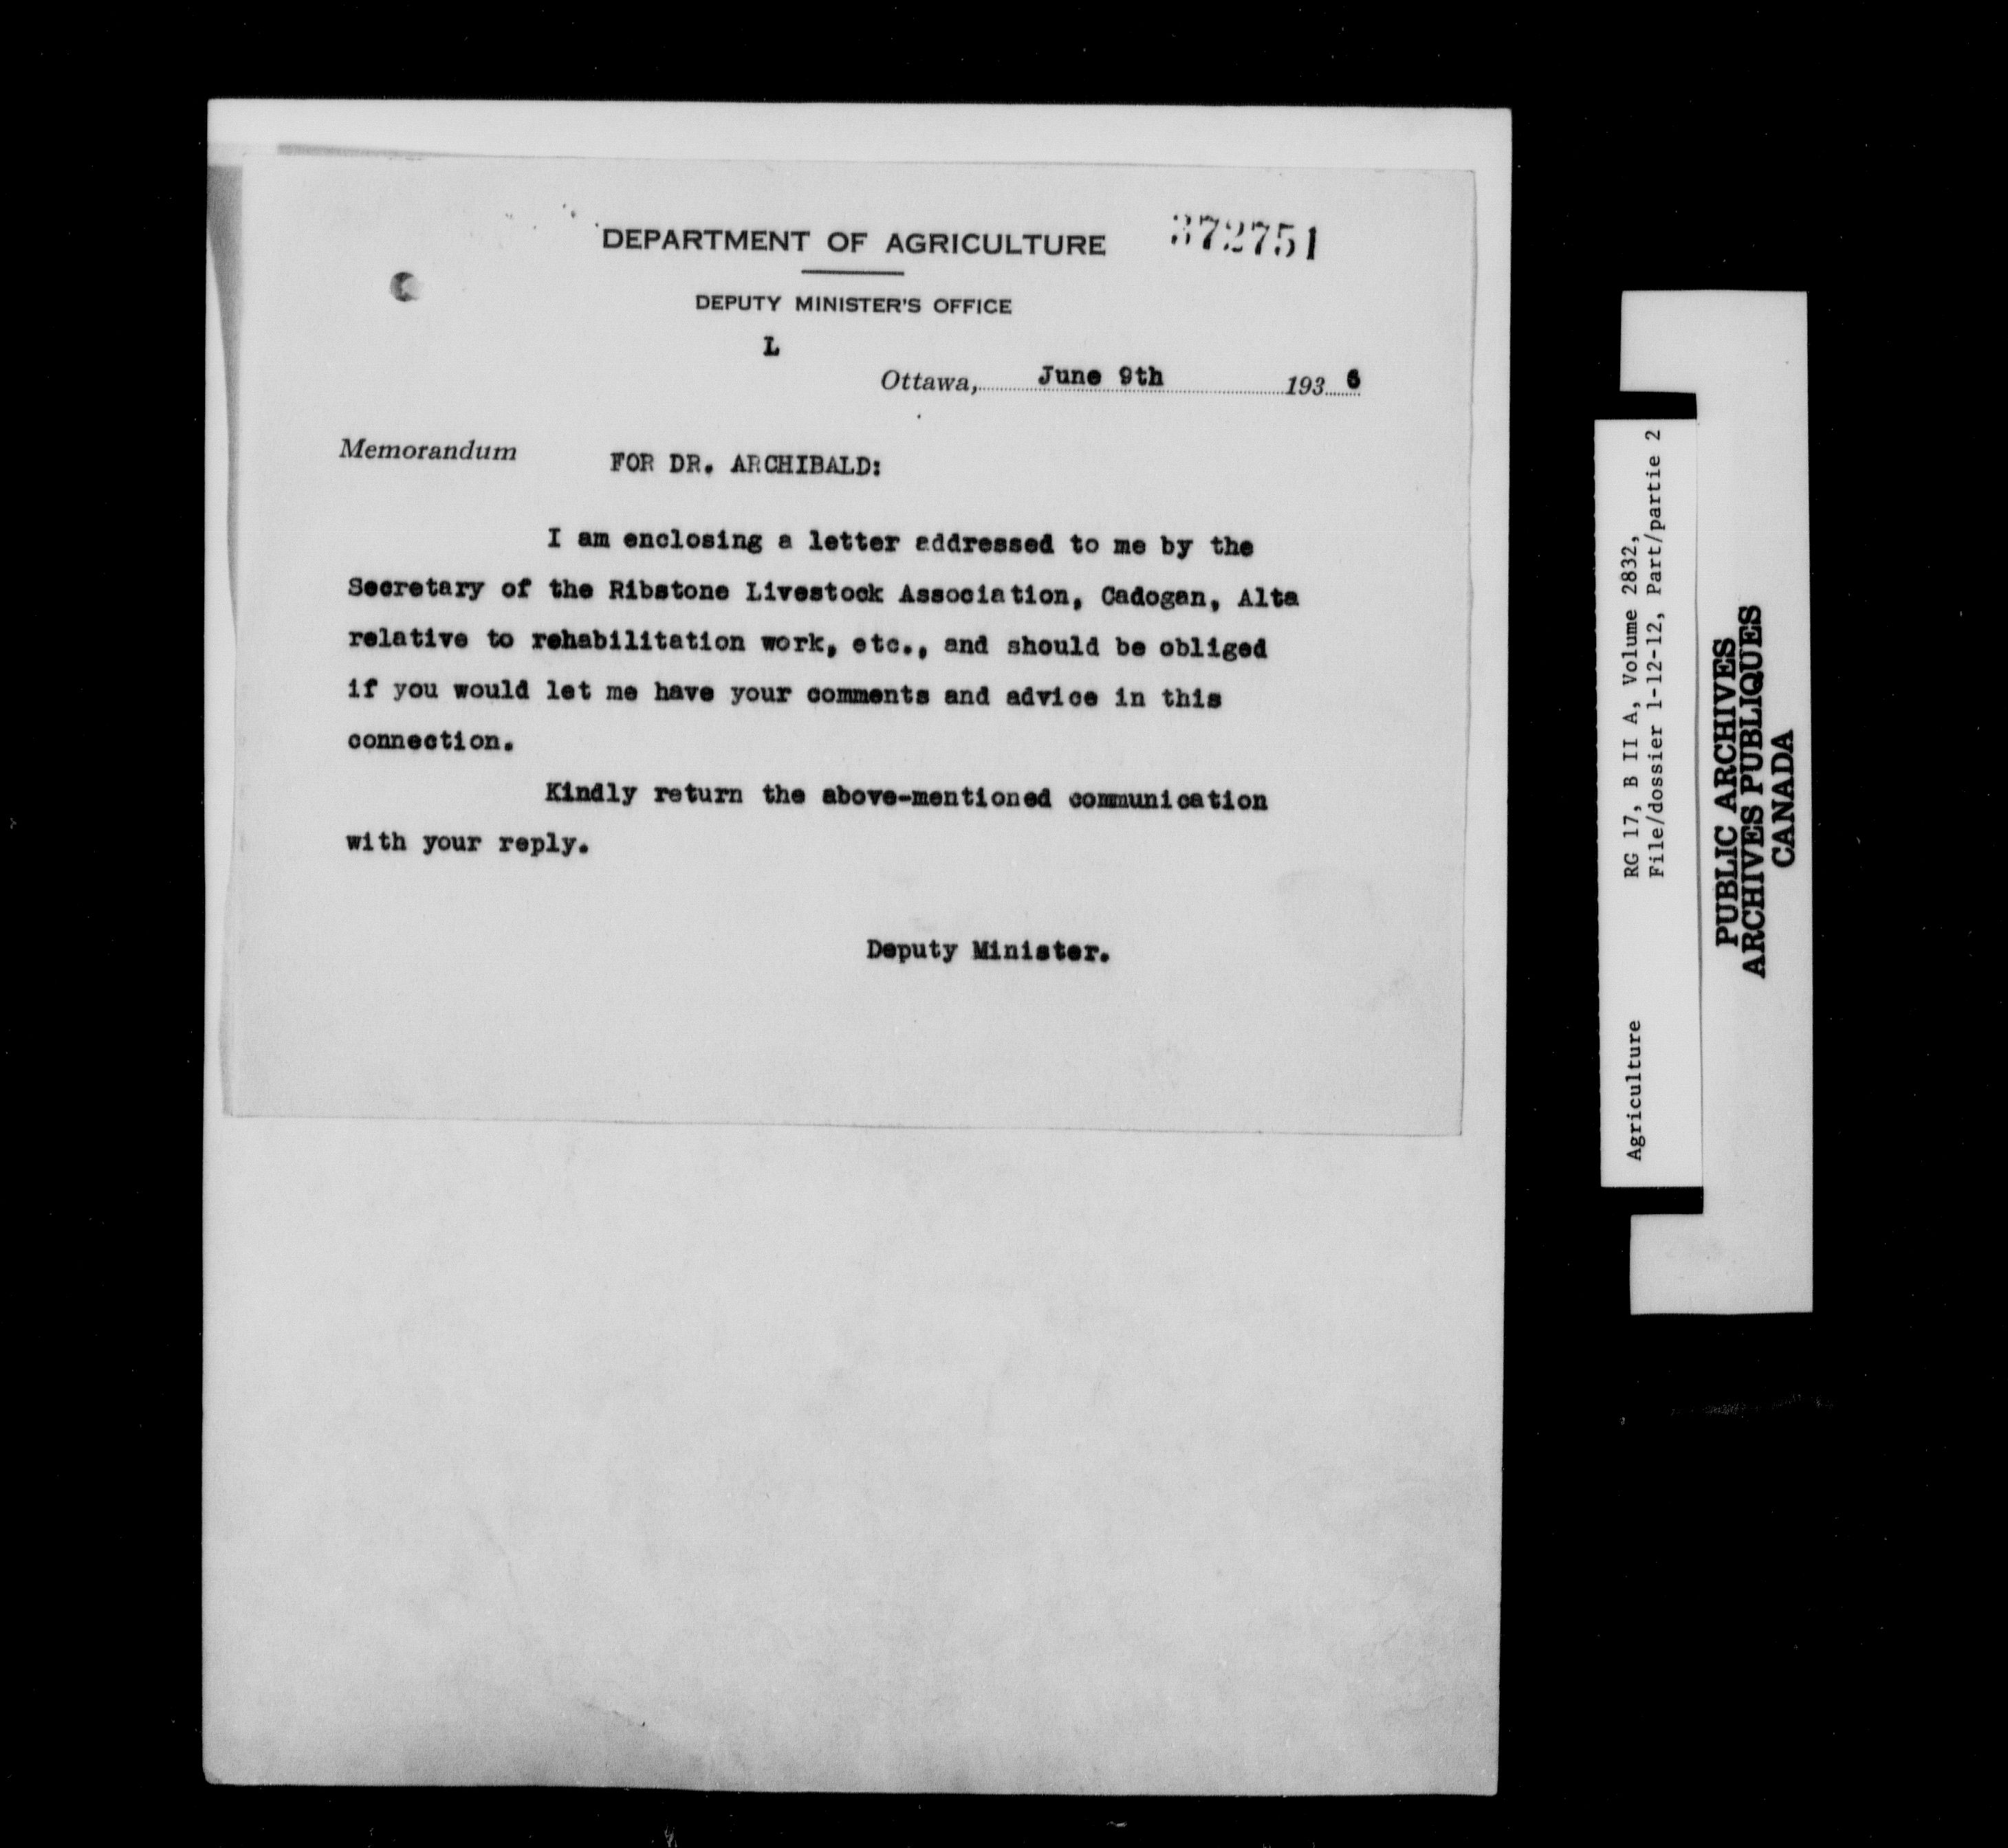 DEPARTMENT OF AGRICULTURE
372751
DEPUTY MINISTER'S OFFICE
L
Ottawa, June 9th 193 6
Memorandum
FOR DR. ARCHIBALD:
I am enclosing a letter addressed to me by the
Secretary of the Ribstone Livestock Association, Cadogan, Alta
relative to rehabilitation work, etc., and should be obliged
if you would let me have your comments and advice in this
connection.
Kindly return the above-mentioned communication
with your reply.
Deputy Minister.
Agriculture RG 17, B II A, Volume 2832,
File/dossier 1-12-12, Part/partie 2
PUBLIC ARCHIVES
ARCHIVES PUBLIQUES
CANADA